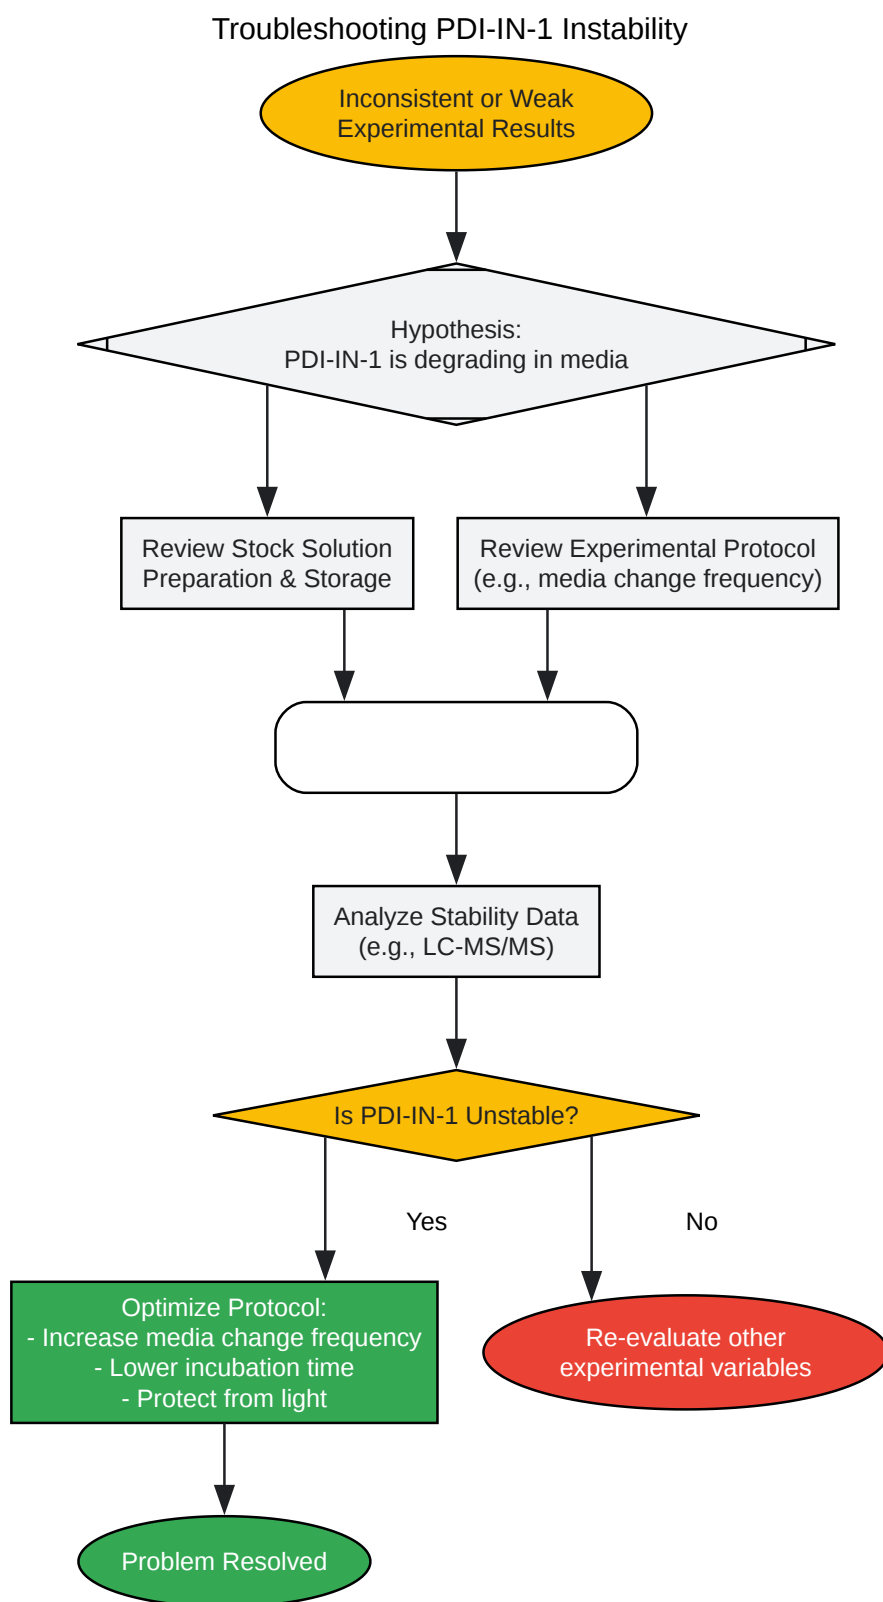 Troubleshooting PDI-IN-1 Instability
Inconsistent or Weak
Experimental Results
Hypothesis:
PDI-IN-1 is degrading in media
Review Stock Solution
Preparation & Storage
Review Experimental Protocol
(e.g., media change frequency)
Analyze Stability Data
(e.g., LC-MS/MS)
Is PDI-IN-1 Unstable?
Yes
No
Optimize Protocol:
- Increase media change frequency
- Lower incubation time
- Protect from light
Re-evaluate other
experimental variables
Problem Resolved